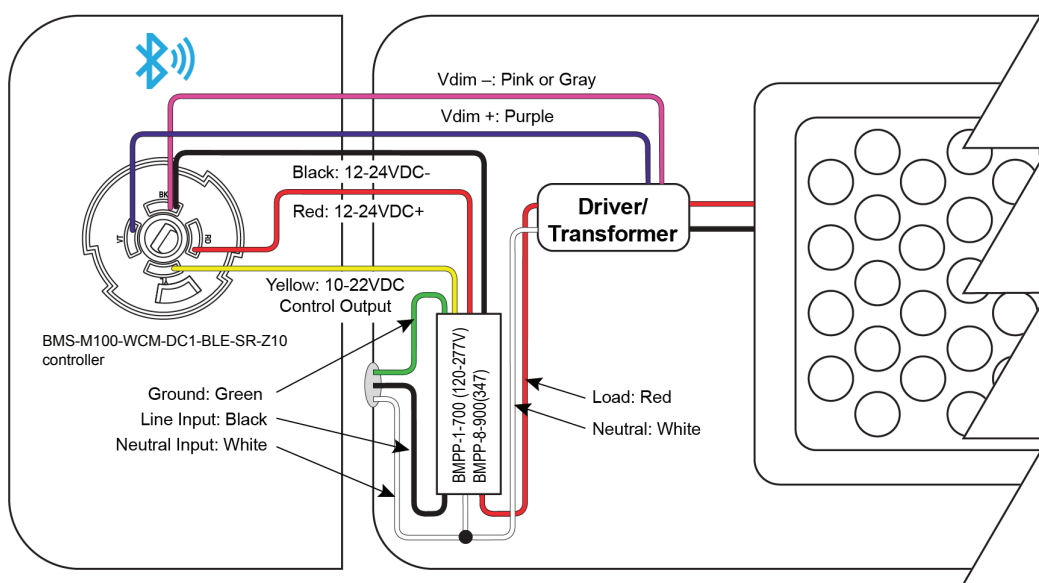 Vdim –: Pink or Gray
Vdim +: Purple
BK
Black: 12-24VDC-
Red: 12-24VDC+
Driver/
Transformer
VT
RD
YL
Yellow: 10-22VDC
Control Output
BMS-M100-WCM-DC1-BLE-SR-Z10
controller
BMPP-1-700 (120-277V)
BMPP-8-900(347)
Ground: Green
Line Input: Black
Neutral Input: White
Load: Red
Neutral: White